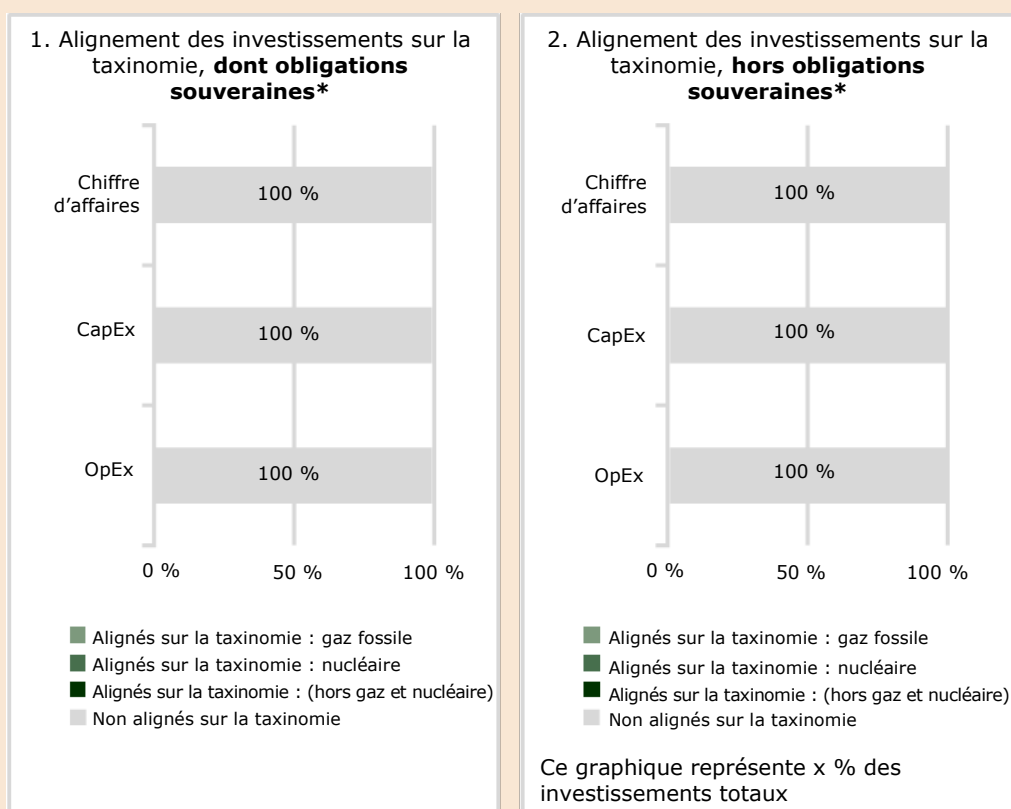 1. Alignement des investissements sur la
taxinomie, dont obligations
souveraines*
Chiffre
d’affaires
100 %
CapEx
100 %
OpEx
100 %
0 %
50 %
100 %
Alignés sur la taxinomie : gaz fossile
Alignés sur la taxinomie : nucléaire
Alignés sur la taxinomie : (hors gaz et nucléaire)
Non alignés sur la taxinomie
2. Alignement des investissements sur la
taxinomie, hors obligations
souveraines*
Chiffre
d’affaires
100 %
CapEx
100 %
OpEx
100 %
0 %
50 %
100 %
Alignés sur la taxinomie : gaz fossile
Alignés sur la taxinomie : nucléaire
Alignés sur la taxinomie : (hors gaz et nucléaire)
Non alignés sur la taxinomie
Ce graphique représente x % des
investissements totaux